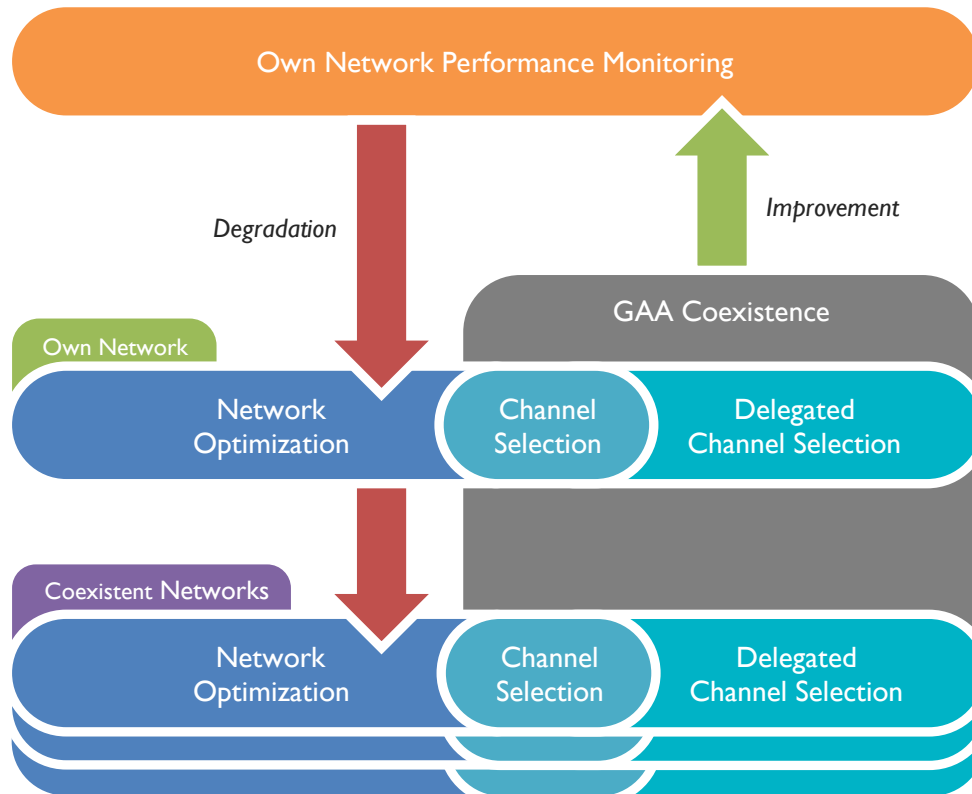 Own Network Performance Monitoring
Degradation
Improvement
GAA Coexistence
Own Network
Network
Optimization
Channel
Selection
Delegated
Channel Selection
Coexistent Networks
Network
Optimization
Channel
Selection
Delegated
Channel Selection